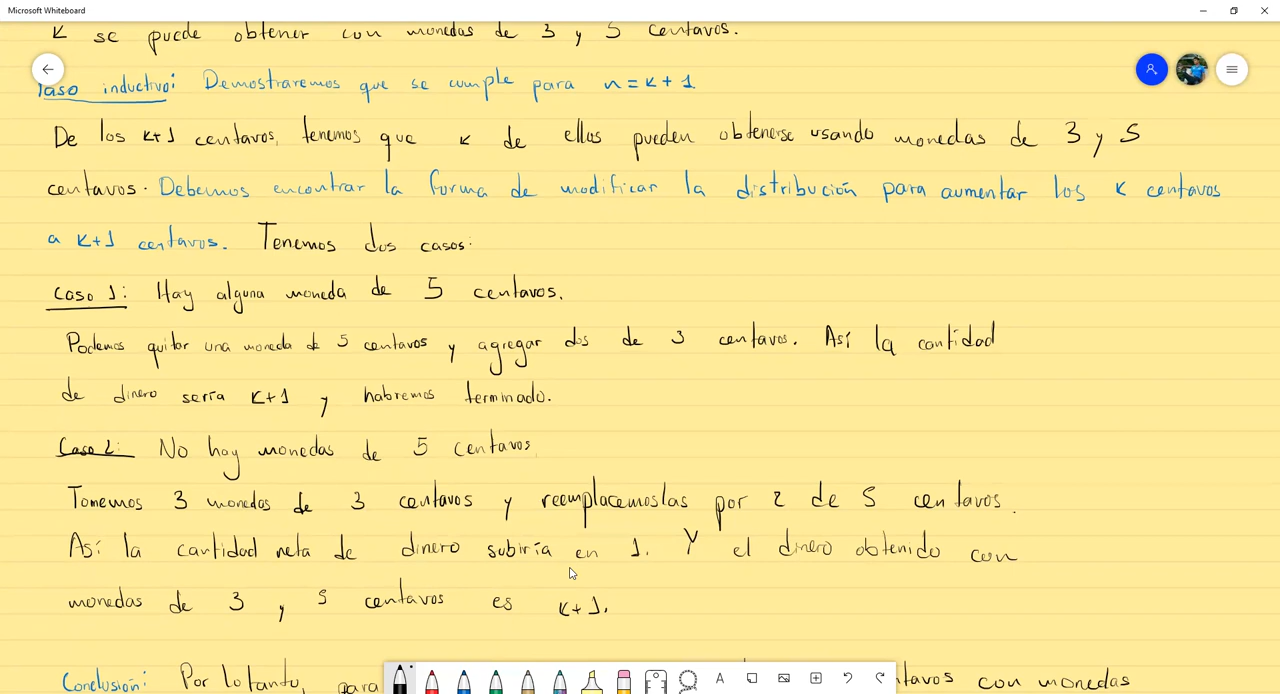 Microsoft Whiteboard
K se puede obtener con monedas de 3 y 5 centavos.
Paso inductivo: Demostraremos que se cumple para n = K + 1
De los K+1 centavos, tenemos que K de ellos pueden obtenerse usando monedas de 3 y 5
centavos. Debemos encontrar la forma de modificar la distribución para aumentar los K centavos
a K+1 centavos. Tenemos dos casos:
Caso 1: Hay alguna moneda de 5 centavos.
Podemos quitar una moneda de 5 centavos y agregar dos de 3 centavos. Así la cantidad
de dinero sería K+1 y habremos terminado.
Caso 2: No hay monedas de 5 centavos.
Tomemos 3 monedas de 3 centavos y reemplacemoslas por 2 de 5 centavos.
Así la cantidad neta de dinero subiría en 1. Y el dinero obtenido con
monedas de 3 y 5 centavos es K+1.
Conclusión: Por lo tanto, para ntavos con monedas